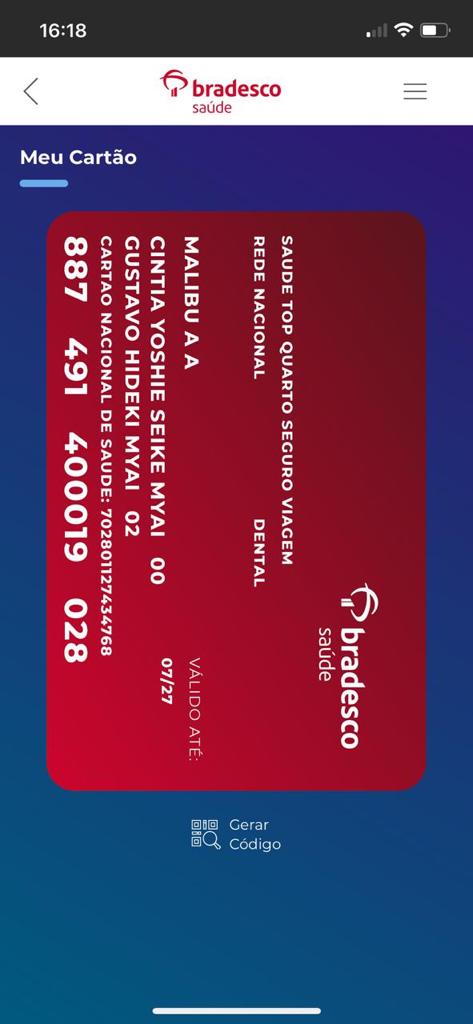 16:18
bradesco
saúde
Meu Cartão
bradesco
saúde
SAUDE TOP QUARTO SEGURO VIAGEM
REDE NACIONAL DENTAL
MALIBU A A
VÁLIDO ATÉ:
CINTIA YOSHIE SEIKE MYAI 00
07/27
GUSTAVO HIDEKI MYAI 02
CARTAO NACIONAL DE SAUDE: 702801127434768
887 491 400019 028
Gerar
Código